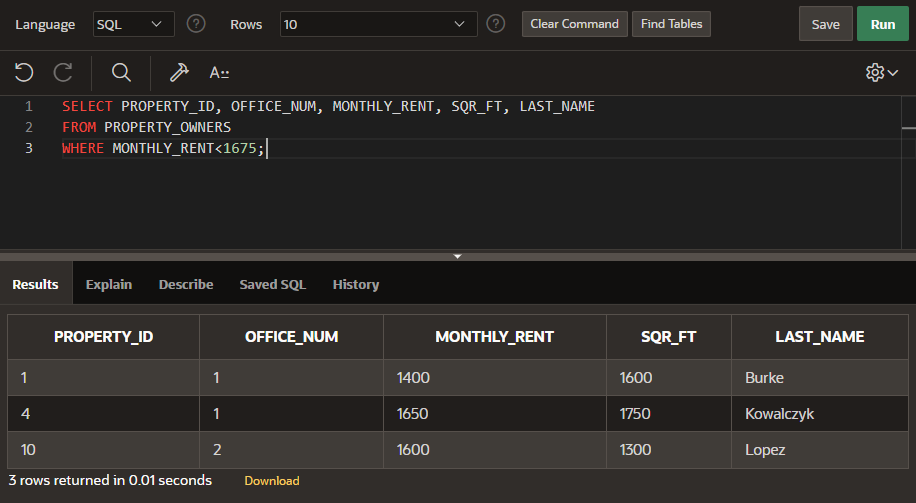 Language SQL ? Rows 10 ? Clear Command Find Tables Save Run
A::
1 SELECT PROPERTY_ID, OFFICE_NUM, MONTHLY_RENT, SQR_FT, LAST_NAME
2 FROM PROPERTY_OWNERS
3 WHERE MONTHLY_RENT<1675;
Results Explain Describe Saved SQL History
PROPERTY_ID OFFICE_NUM MONTHLY_RENT SQR_FT LAST_NAME
1 1 1400 1600 Burke
4 1 1650 1750 Kowalczyk
10 2 1600 1300 Lopez
3 rows returned in 0.01 seconds Download